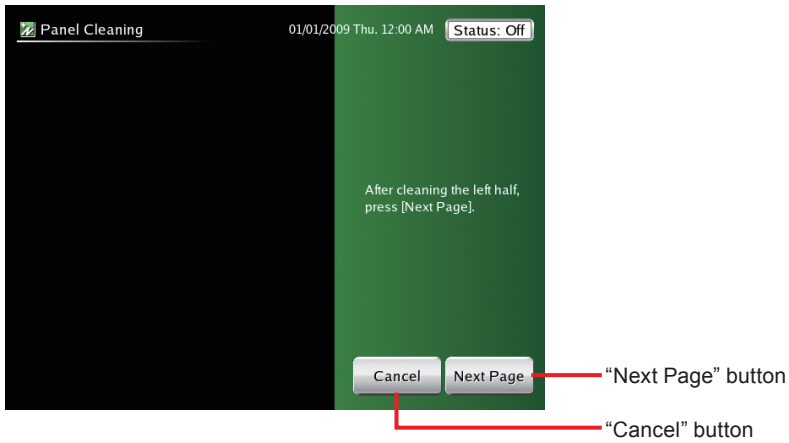 Panel Cleaning
01/01/2009 Thu. 12:00 AM
Status: Off
After cleaning the left half,
press [Next Page].
Cancel
Next Page
“Next Page” button
“Cancel” button